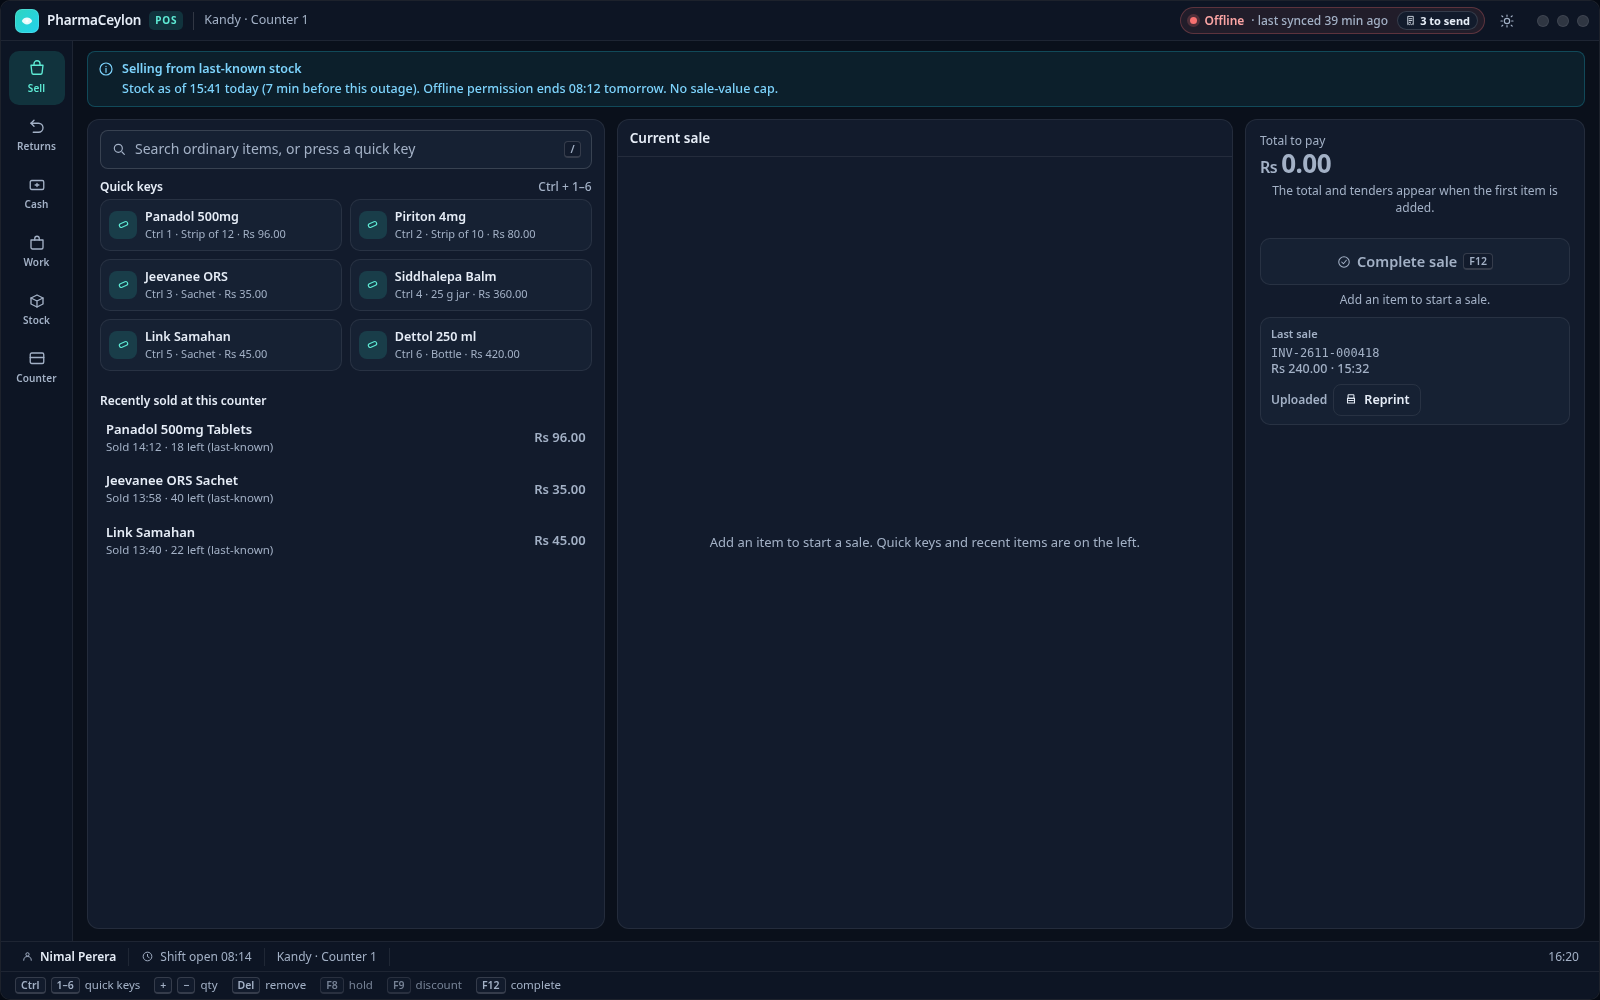 PharmaCeylon POS Kandy · Counter 1
Offline · last synced 39 min ago 3 to send
Sell
Returns
Cash
Work
Stock
Counter
Selling from last-known stock
Stock as of 15:41 today (7 min before this outage). Offline permission ends 08:12 tomorrow. No sale-value cap.
Search ordinary items, or press a quick key /
Quick keys Ctrl + 1–6
Panadol 500mg
Ctrl 1 · Strip of 12 · Rs 96.00
Piriton 4mg
Ctrl 2 · Strip of 10 · Rs 80.00
Jeevanee ORS
Ctrl 3 · Sachet · Rs 35.00
Siddhalepa Balm
Ctrl 4 · 25 g jar · Rs 360.00
Link Samahan
Ctrl 5 · Sachet · Rs 45.00
Dettol 250 ml
Ctrl 6 · Bottle · Rs 420.00
Recently sold at this counter
Panadol 500mg Tablets
Sold 14:12 · 18 left (last-known)
Rs 96.00
Jeevanee ORS Sachet
Sold 13:58 · 40 left (last-known)
Rs 35.00
Link Samahan
Sold 13:40 · 22 left (last-known)
Rs 45.00
Current sale
Add an item to start a sale. Quick keys and recent items are on the left.
Total to pay
Rs 0.00
The total and tenders appear when the first item is
added.
Complete sale F12
Add an item to start a sale.
Last sale
INV-2611-000418
Rs 240.00 · 15:32
Uploaded Reprint
Nimal Perera Shift open 08:14 Kandy · Counter 1 16:20
Ctrl 1–6 quick keys + − qty Del remove F8 hold F9 discount F12 complete